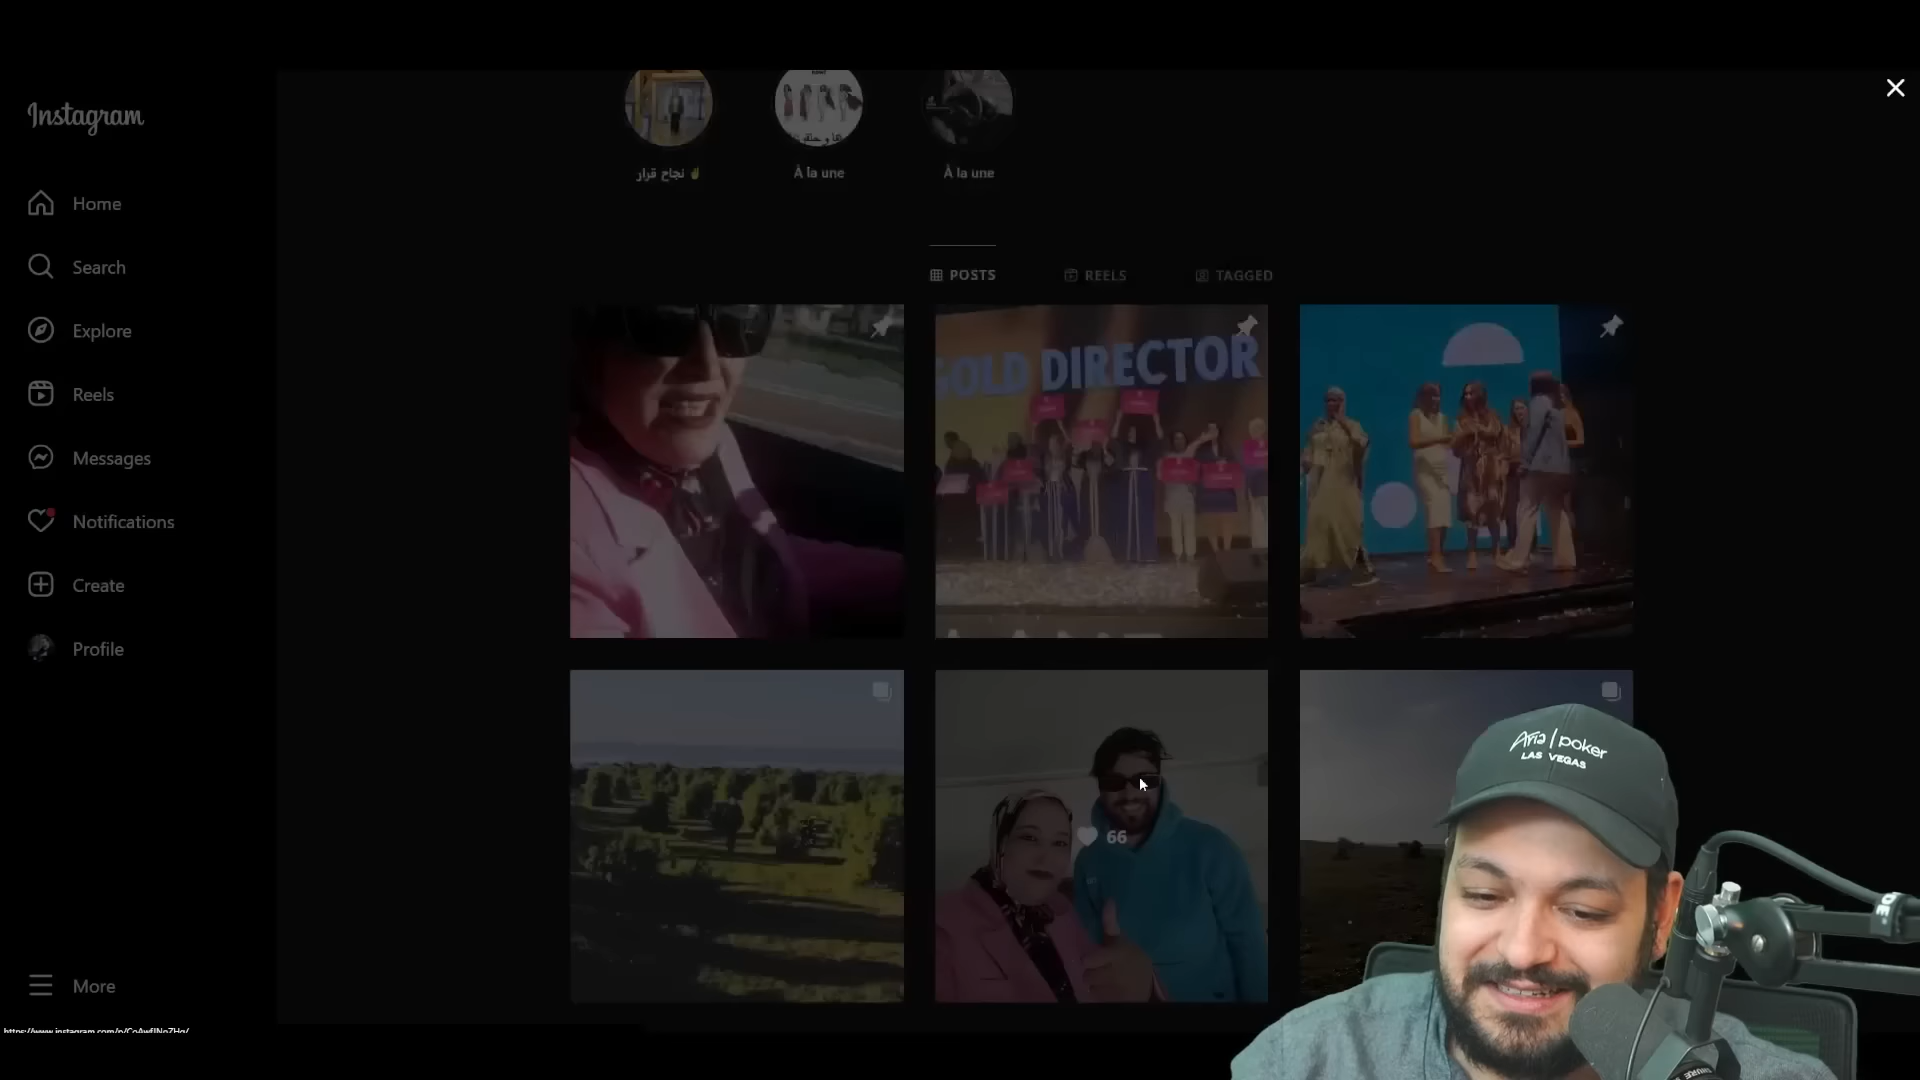 Instagram
نجاح قرار ✌
À la une
À la une
Home
Search
Explore
Reels
Messages
Notifications
Create
Profile
More
POSTS
REELS
TAGGED
GOLD DIRECTOR
66
Aria | poker
LAS VEGAS